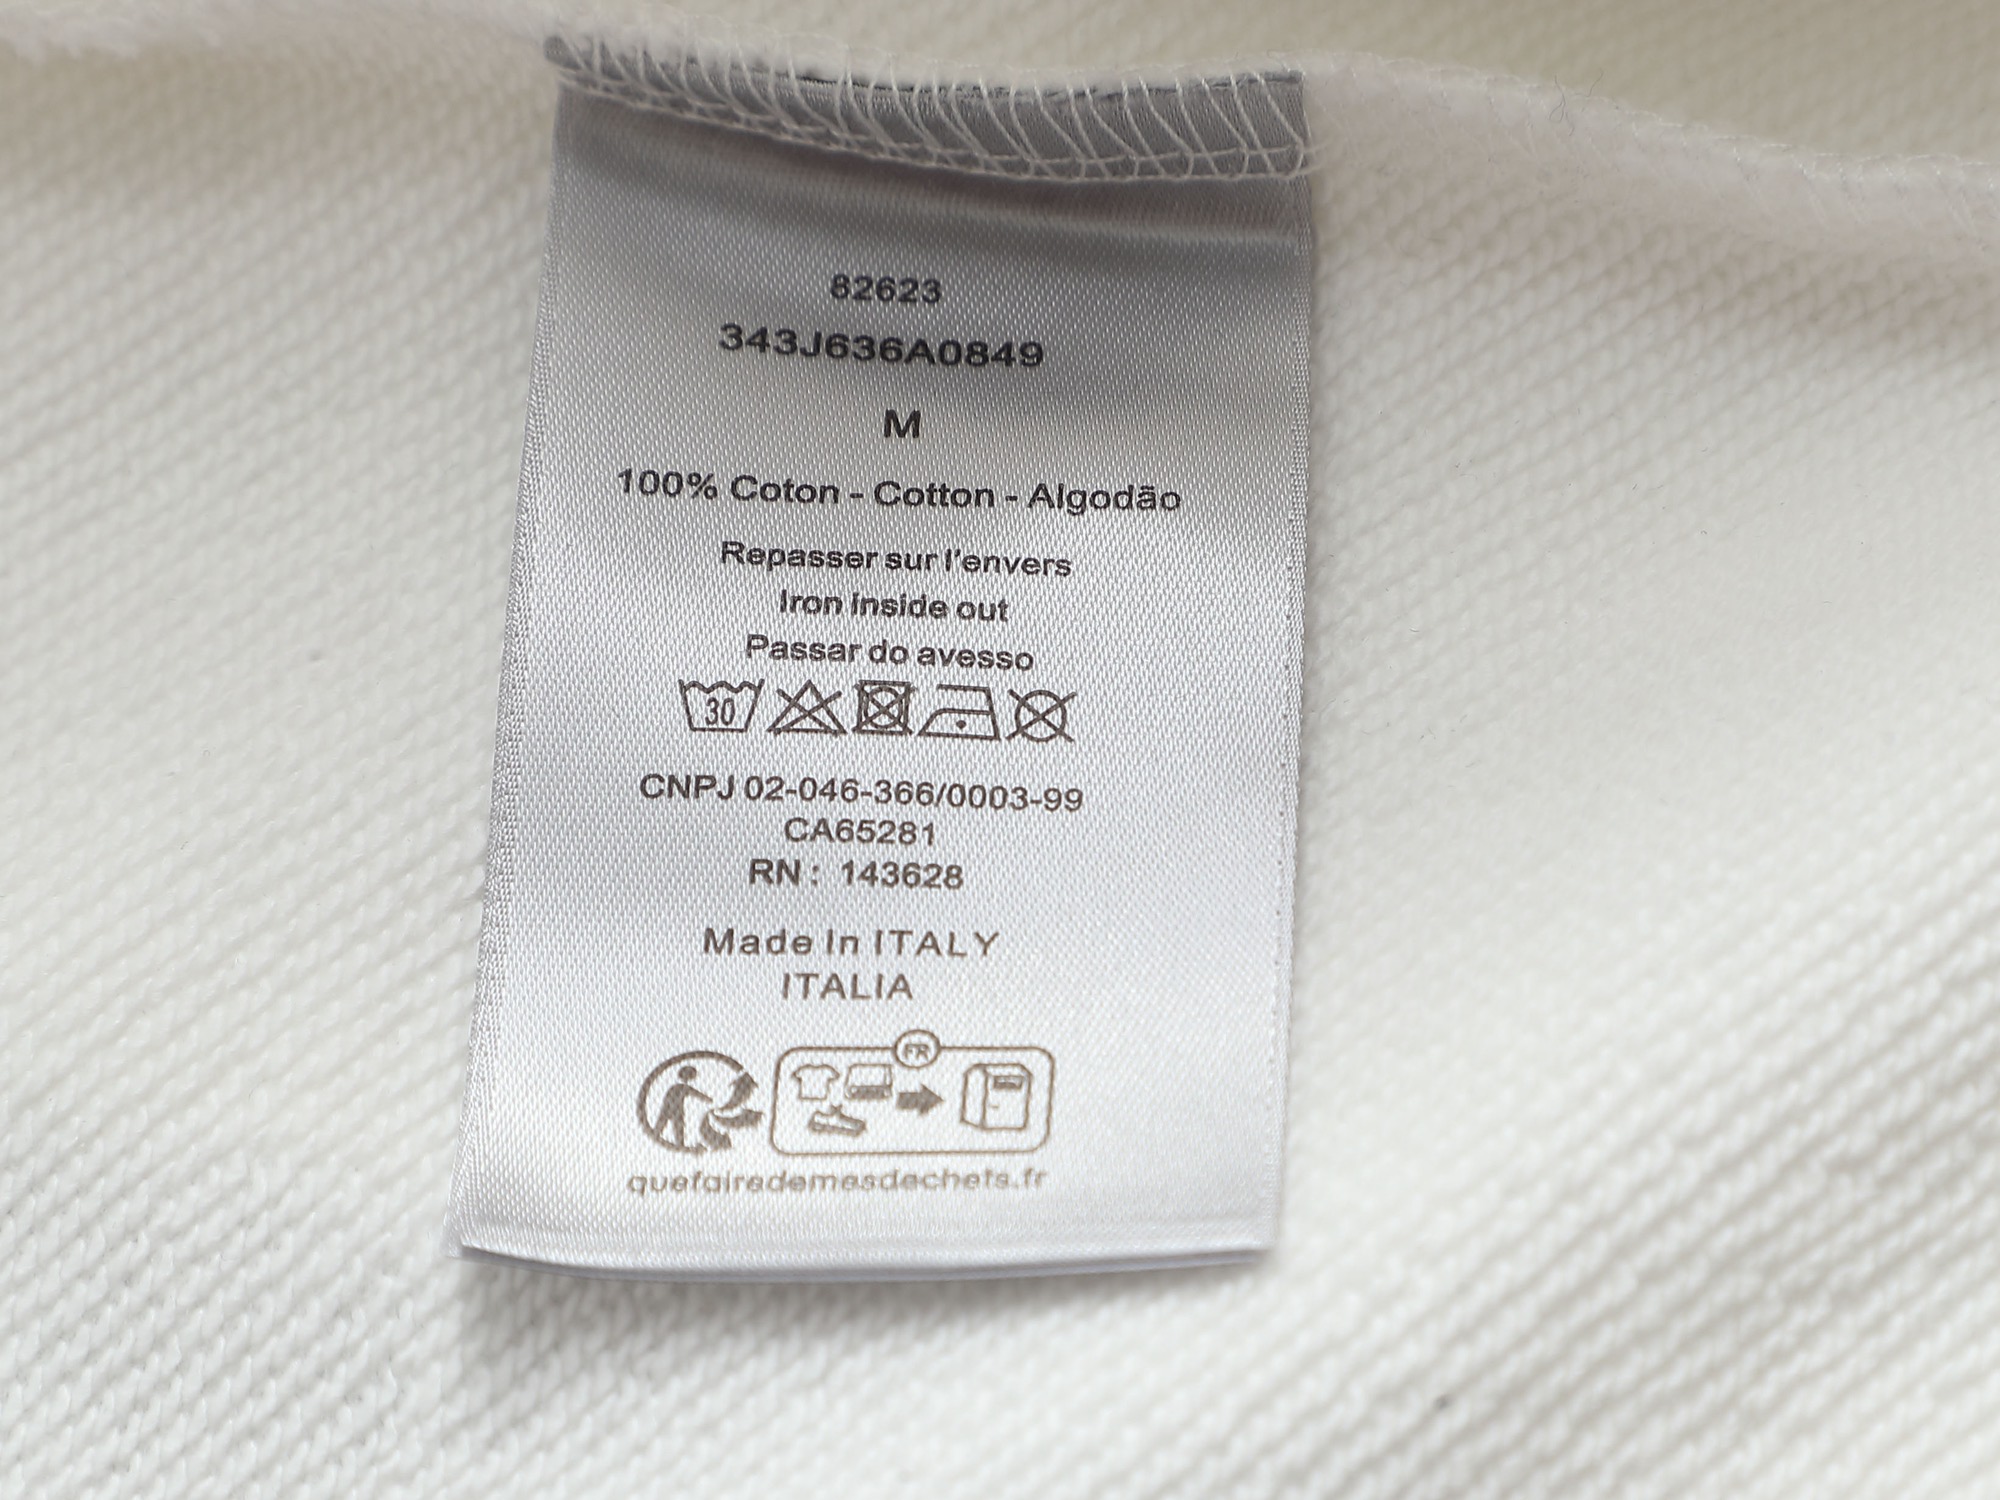 82623
343J636A0849
M
100% Coton - Cotton - Algodão
Repasser sur l'envers
Iron inside out
Passar do avesso
30
CNPJ 02-046-366/0003-99
CA65281
RN : 143628
Made In ITALY
ITALIA
FR
quefairedemesdechets.fr